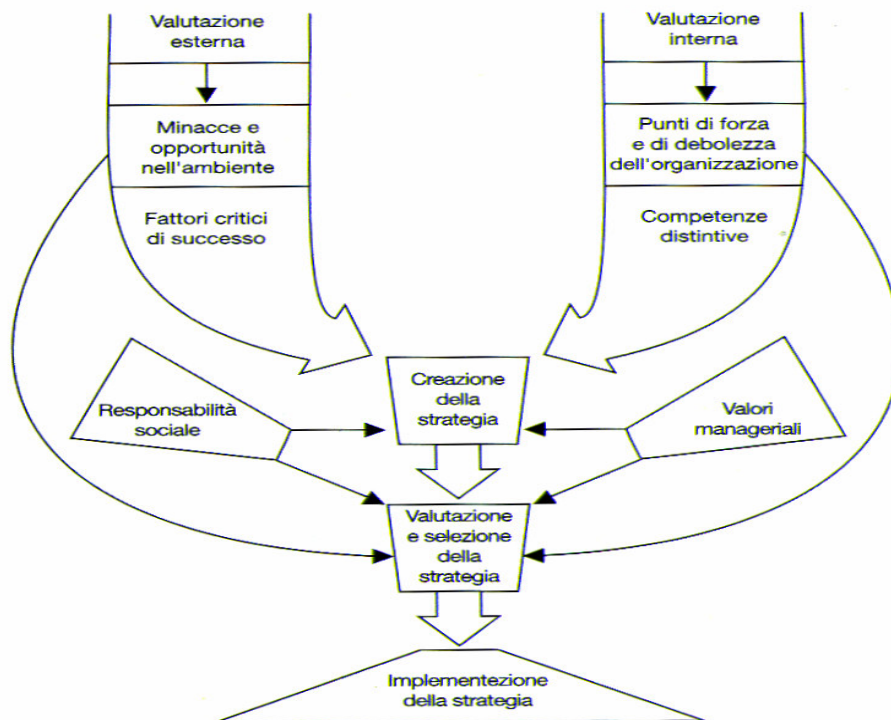 Valutazione
esterna
Valutazione
interna
Minacce e
opportunità
nell'ambiente
Punti di forza
e di debolezza
dell'organizzazione
Fattori critici
di successo
Competenze
distintive
Creazione
della
strategia
Responsabilità
sociale
Valori
manageriali
Valutazione
e selezione
della
strategia
Implementezione
della strategia